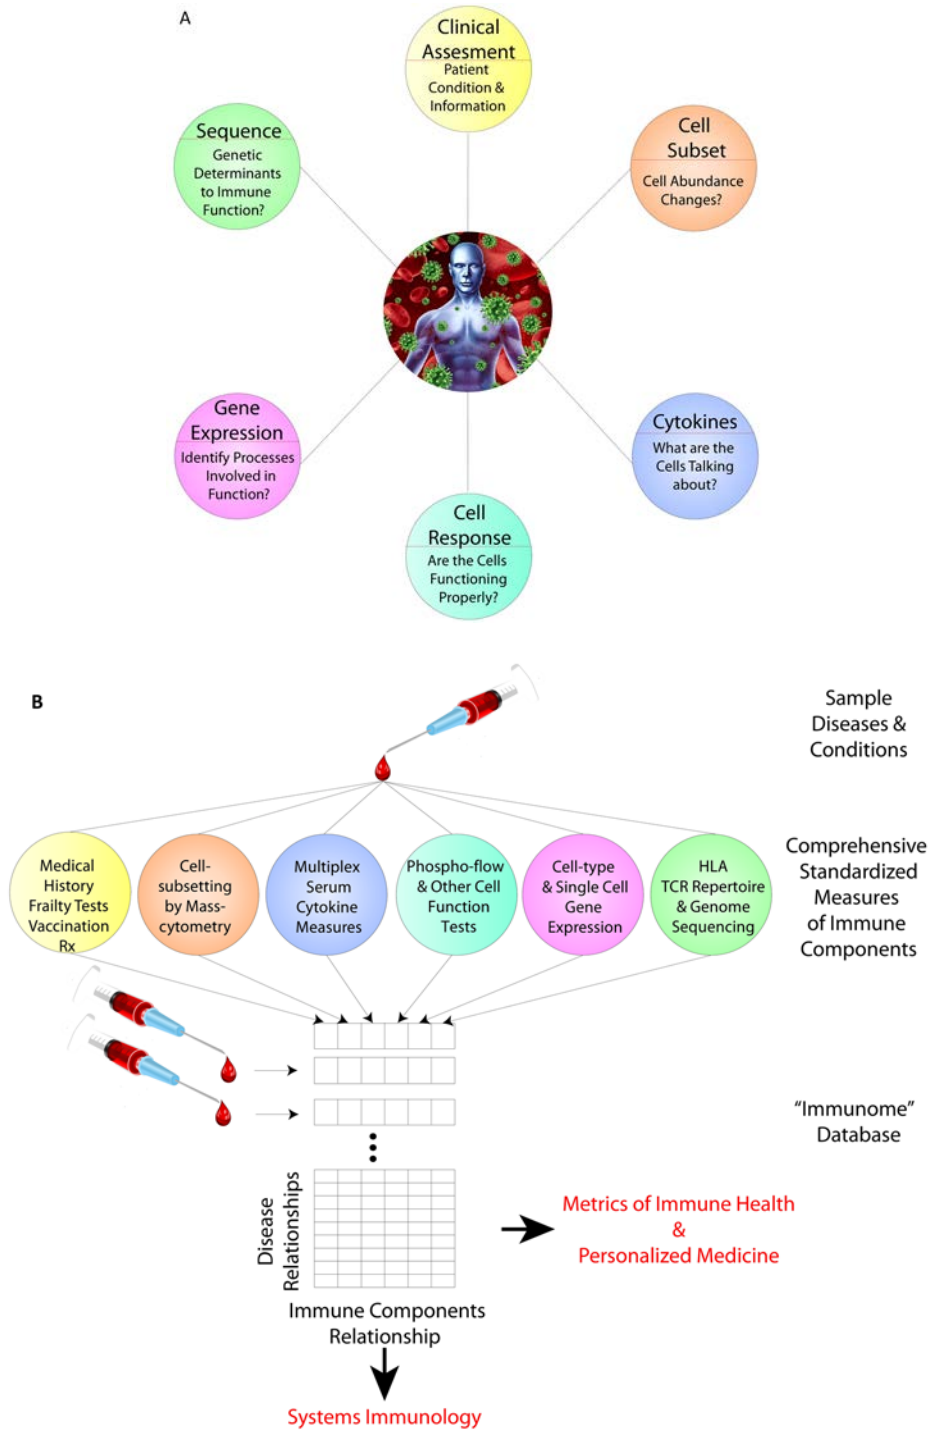 A
Clinical
Assesment
Patient
Condition &
Information
Sequence
Genetic
Determinants
to Immune
Function?
Cell
Subset
Cell Abundance
Changes?
Gene
Expression
Identify Processes
Involved in
Function?
Cytokines
What are the
Cells Talking
about?
Cell
Response
Are the Cells
Functioning
Properly?
B
Sample
Diseases &
Conditions
Medical
History
Frailty Tests
Vaccination
Rx
Cell-
subsetting
by Mass-
cytometry
Multiplex
Serum
Cytokine
Measures
Phospho-flow
& Other Cell
Function
Tests
Cell-type
& Single Cell
Gene
Expression
HLA
TCR Repertoire
& Genome
Sequencing
Comprehensive
Standardized
Measures
of Immune
Components
“Immunome”
Database
Disease
Relationships
Metrics of Immune Health
&
Personalized Medicine
Immune Components
Relationship
Systems Immunology